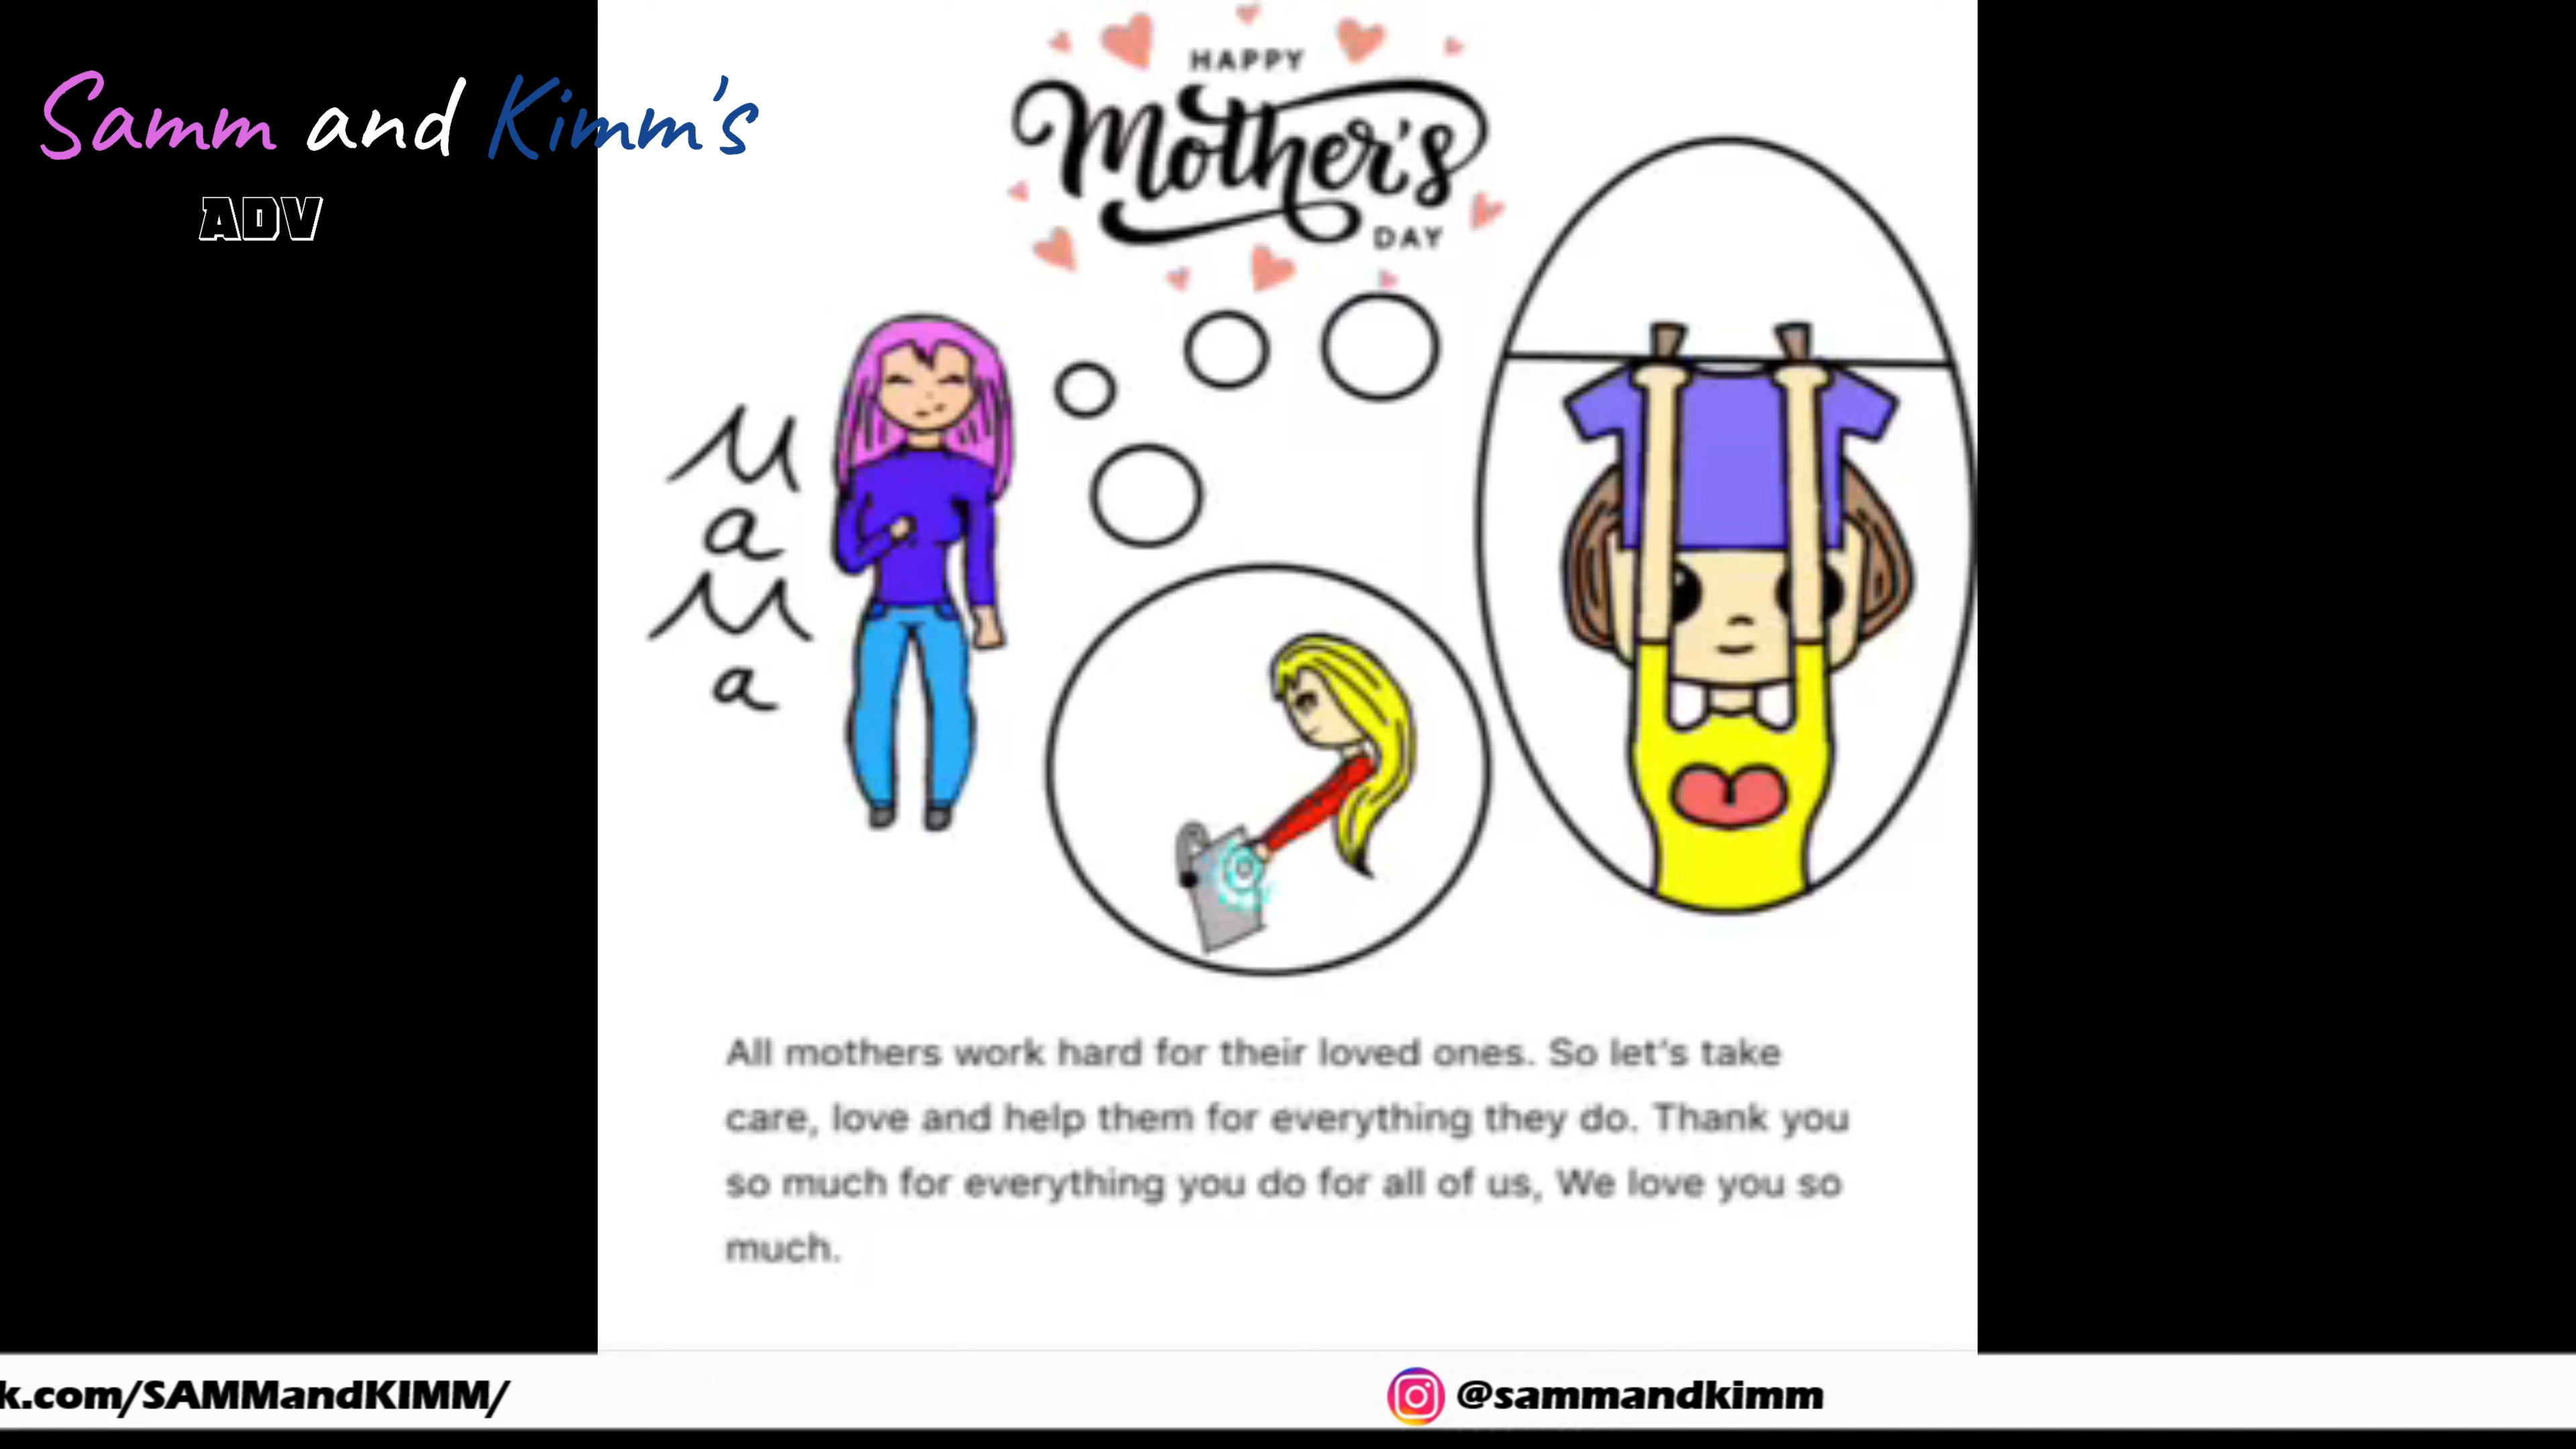 Samm and Kimm's
ADV
HAPPY
Mother's
DAY
M
a
M
a
All mothers work hard for their loved ones. So let's take
care, love and help them for everything they do. Thank you
so much for everything you do for all of us, We love you so
much.
k.com/SAMMandKIMM/
@sammandkimm